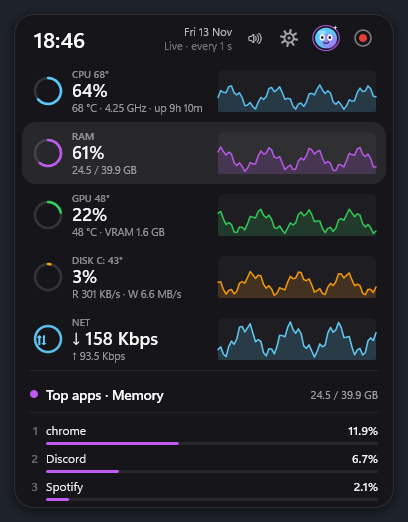 18:46
Fri 13 Nov
Live · every 1 s
CPU 68°
64%
68 °C · 4.25 GHz · up 9h 10m
RAM
61%
24.5 / 39.9 GB
GPU 48°
22%
48 °C · VRAM 1.6 GB
DISK C: 43°
3%
R 301 KB/s · W 6.6 MB/s
NET
↓ 158 Kbps
↑ 93.5 Kbps
Top apps · Memory 24.5 / 39.9 GB
1 chrome 11.9%
2 Discord 6.7%
3 Spotify 2.1%